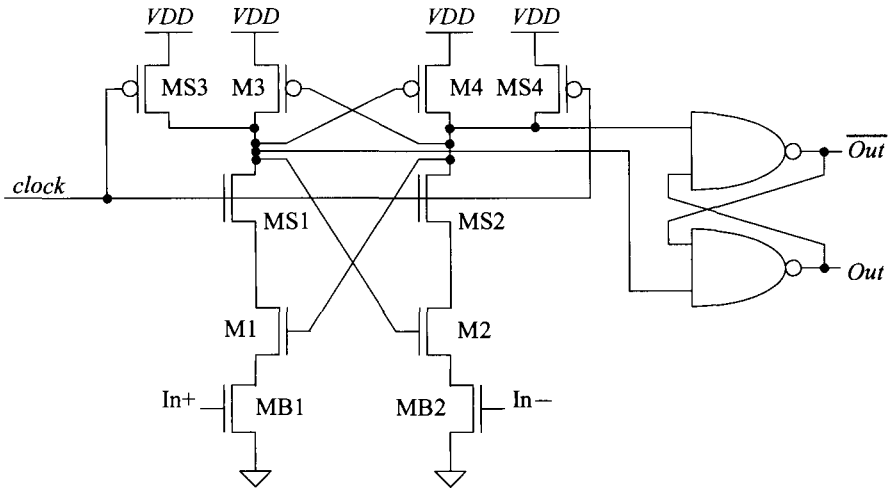 VDD VDD VDD VDD
MS3 M3 M4 MS4
Out
clock
MS1 MS2
Out
M1 M2
In+ MB1 MB2 In−